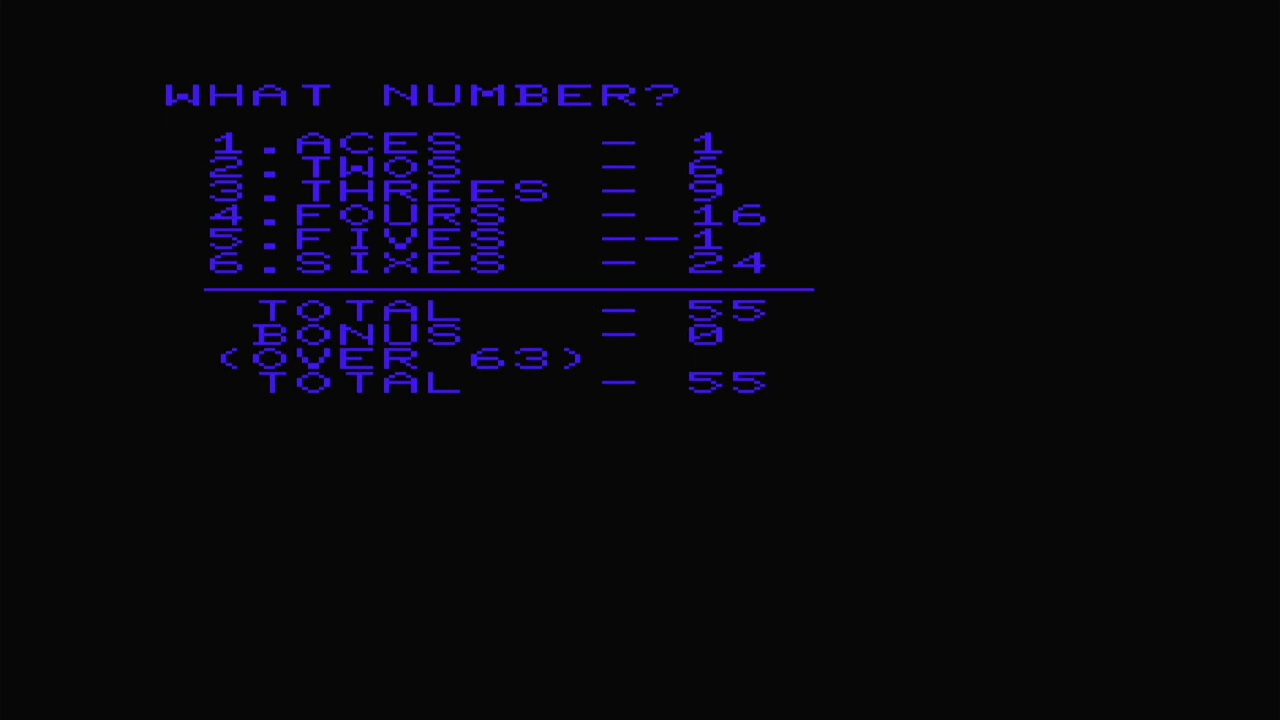 WHAT NUMBER?
1.ACES - 1
2.TWOS - 6
3.THREES - 9
4.FOURS - 16
5.FIVES --1
6.SIXES - 24
TOTAL - 55
BONUS - 0
(OVER 63)
TOTAL - 55